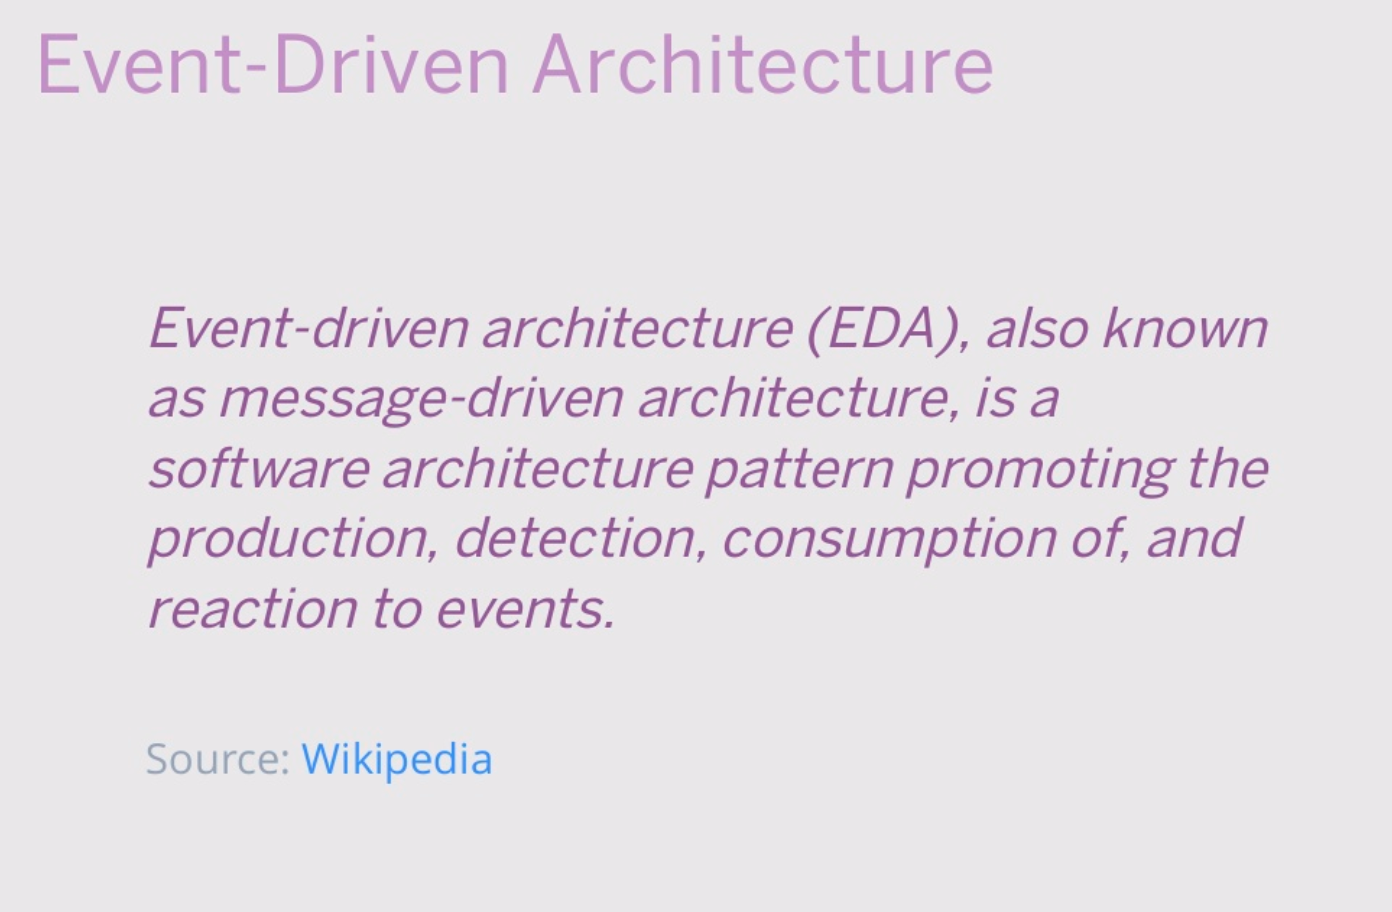 Event-Driven Architecture
Event-driven architecture (EDA), also known
as message-driven architecture, is a
software architecture pattern promoting the
production, detection, consumption of, and
reaction to events.
Source: Wikipedia